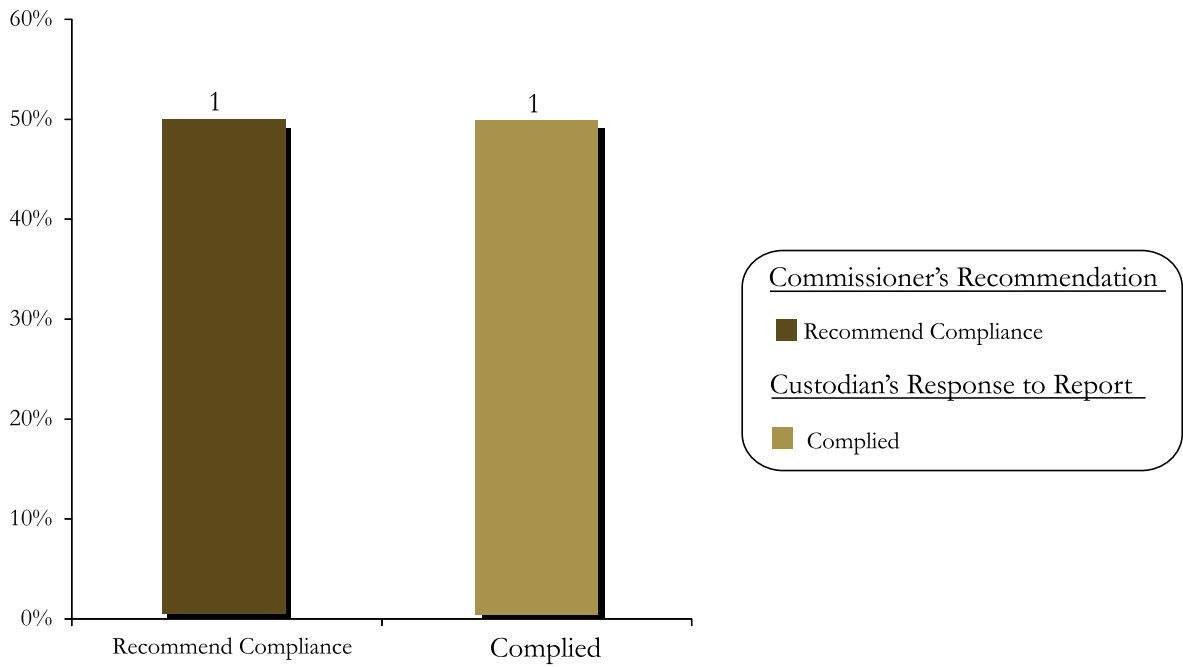 60%
50%
40%
30%
20%
10%
0%
1
1
Recommend Compliance
Complied
Commissioner’s Recommendation
Recommend Compliance
Custodian’s Response to Report
Complied